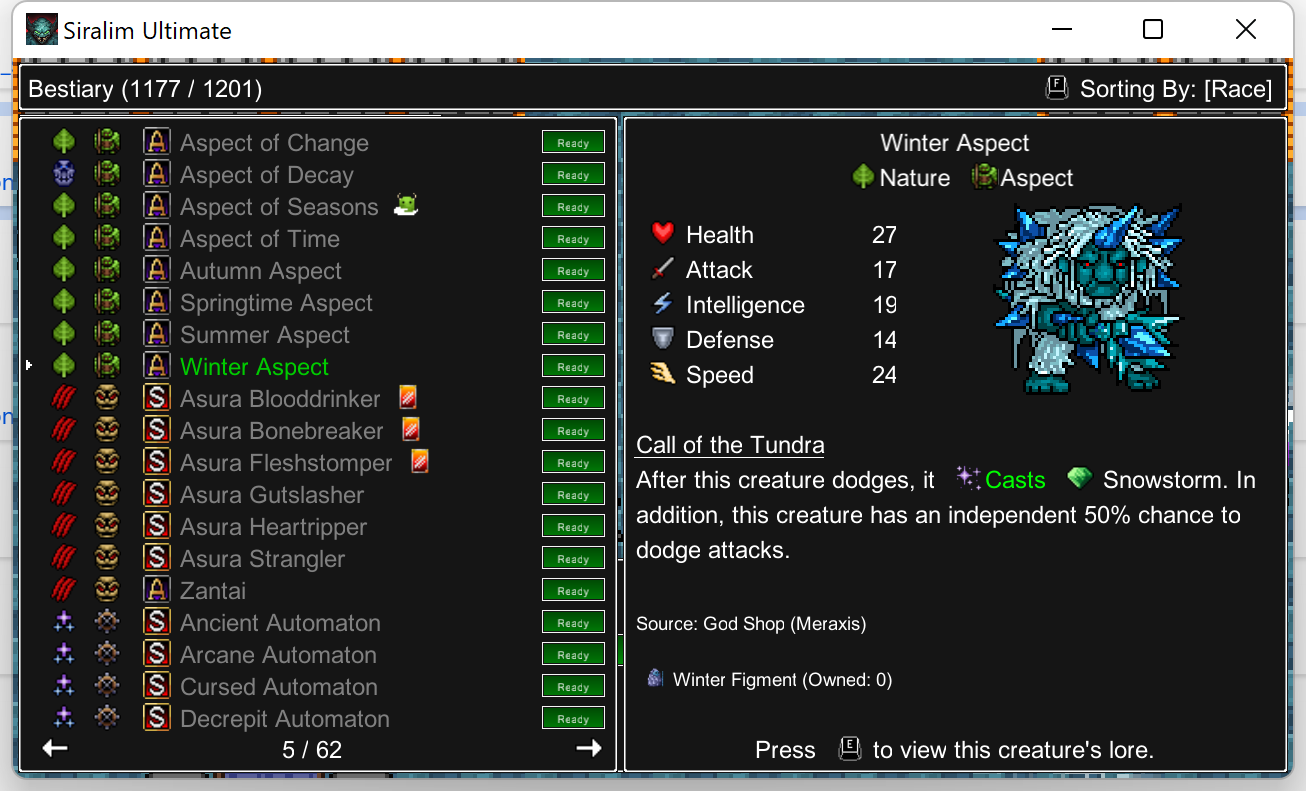 Siralim Ultimate
Bestiary (1177 / 1201)
F Sorting By: [Race]
A Aspect of Change Ready
A Aspect of Decay Ready
A Aspect of Seasons Ready
A Aspect of Time Ready
A Autumn Aspect Ready
A Springtime Aspect Ready
A Summer Aspect Ready
A Winter Aspect Ready
S Asura Blooddrinker Ready
S Asura Bonebreaker Ready
S Asura Fleshstomper Ready
S Asura Gutslasher Ready
S Asura Heartripper Ready
S Asura Strangler Ready
A Zantai Ready
S Ancient Automaton Ready
S Arcane Automaton Ready
S Cursed Automaton Ready
S Decrepit Automaton Ready
5 / 62
Winter Aspect
Nature Aspect
Health 27
Attack 17
Intelligence 19
Defense 14
Speed 24
Call of the Tundra
After this creature dodges, it Casts Snowstorm. In
addition, this creature has an independent 50% chance to
dodge attacks.
Source: God Shop (Meraxis)
Winter Figment (Owned: 0)
Press E to view this creature's lore.